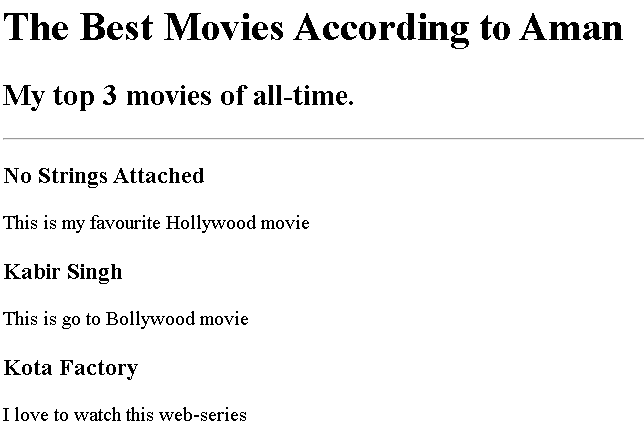 The Best Movies According to Aman
My top 3 movies of all-time.
No Strings Attached
This is my favourite Hollywood movie
Kabir Singh
This is go to Bollywood movie
Kota Factory
I love to watch this web-series